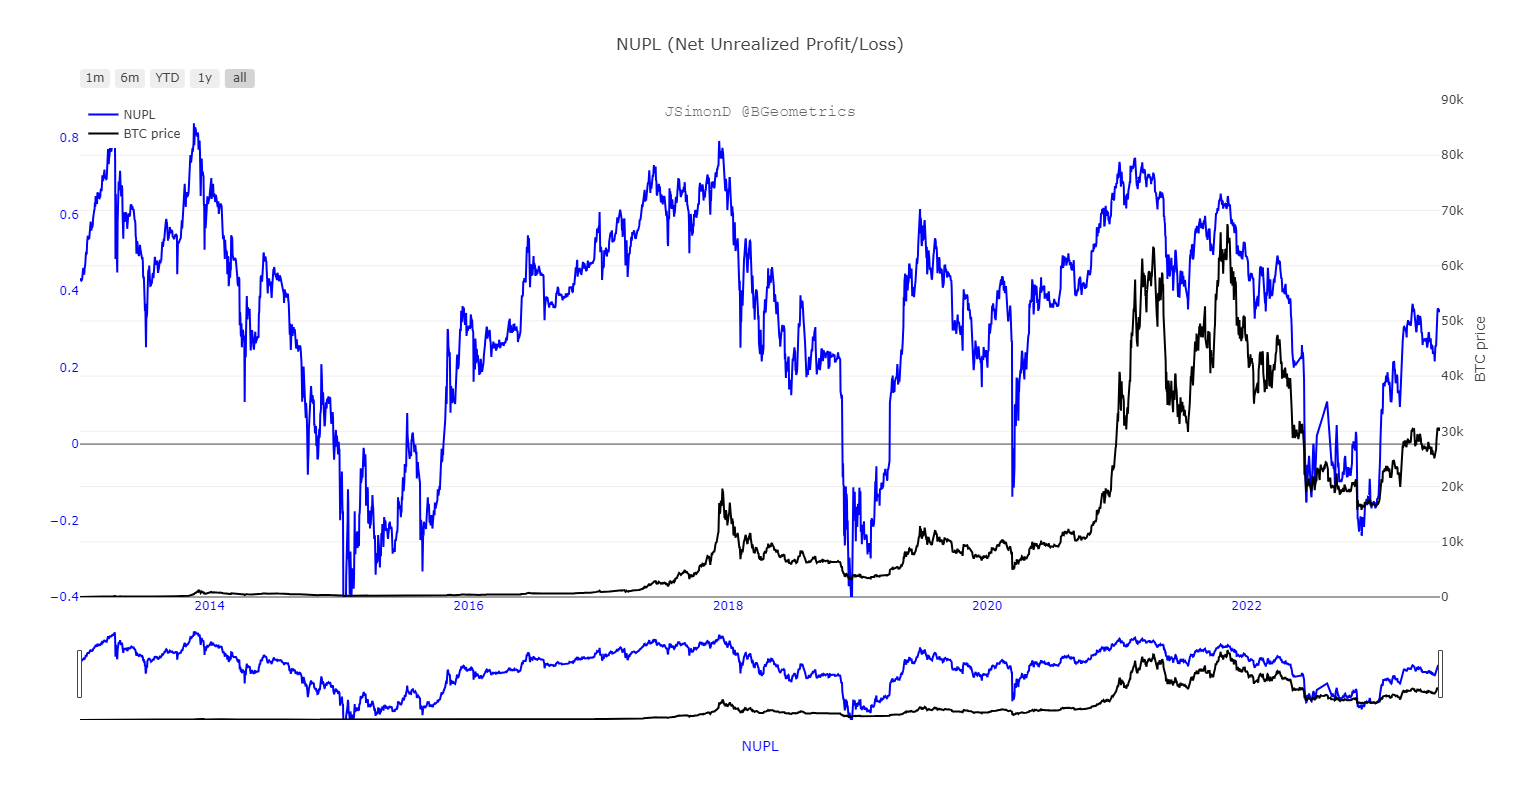 NUPL (Net Unrealized Profit/Loss)
1m 6m YTD 1y all
JSimonD @BGeometrics
NUPL
BTC price
0.8
0.6
0.4
0.2
0
−0.2
−0.4
90k
80k
70k
60k
50k
40k
30k
20k
10k
0
BTC price
2014 2016 2018 2020 2022
NUPL